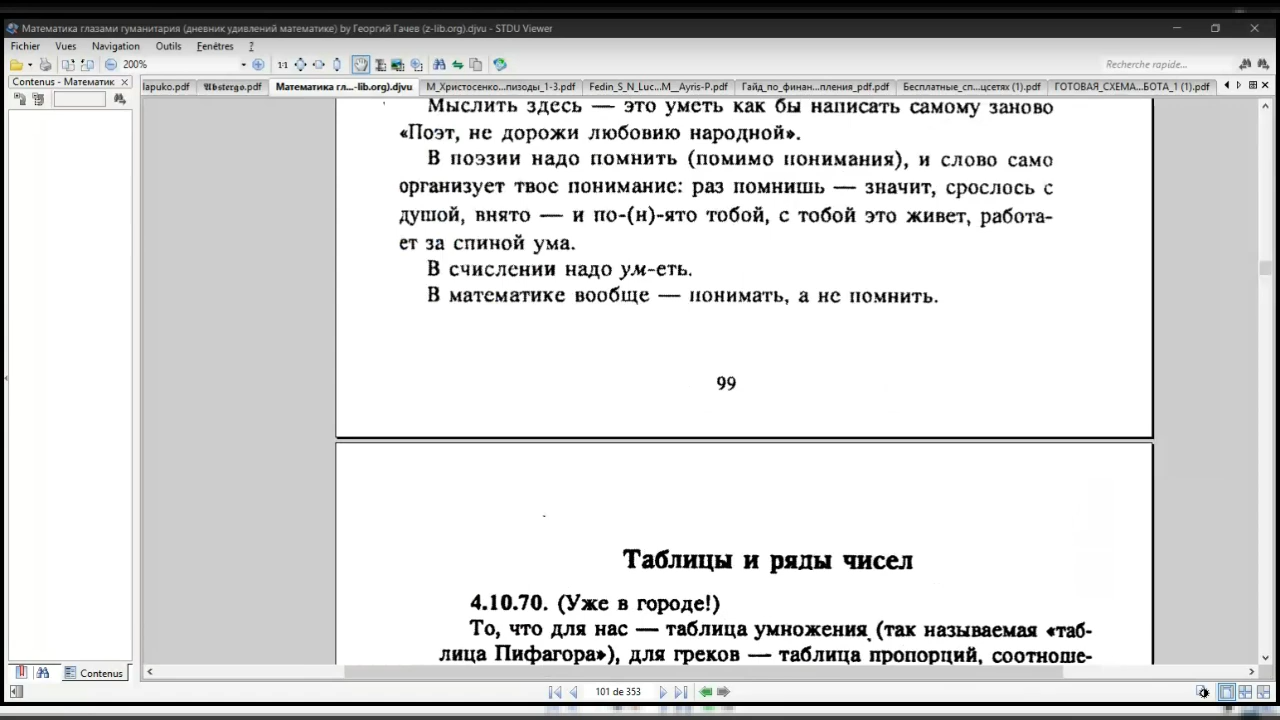 Математика глазами гуманитария (дневник удивлений математике) by Георгий Гачев (z-lib.org).djvu - STDU Viewer
Fichier Vues Navigation Outils Fenêtres ?
200% 1:1 Recherche rapide...
Contenus - Математик
lapuko.pdf Математика гл...-lib.org).djvu М_Христосенко...пизоды_1-3.pdf Fedin_S_N_Luc...M__Ayris-P.pdf Гайд_по_финан...пления_pdf.pdf Бесплатные_сп...цсетях (1).pdf ГОТОВАЯ_СХЕМА...БОТА_1 (1).pdf
Мыслить здесь — это уметь как бы написать самому заново
«Поэт, не дорожи любовию народной».
В поэзии надо помнить (помимо понимания), и слово само
организует твое понимание: раз помнишь — значит, срослось с
душой, внято — и по-(н)-ято тобой, с тобой это живет, работа-
ет за спиной ума.
В счислении надо ум-еть.
В математике вообще — понимать, а не помнить.
99
Таблицы и ряды чисел
4.10.70. (Уже в городе!)
То, что для нас — таблица умножения (так называемая «таб-
лица Пифагора»), для греков — таблица пропорций, соотноше-
Contenus
101 de 353